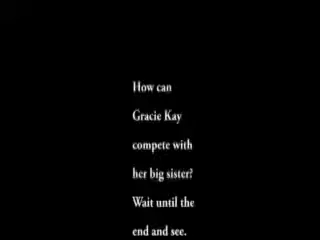 How can
Gracie Kay
compete with
her big sister?
Wait until the
end and see.